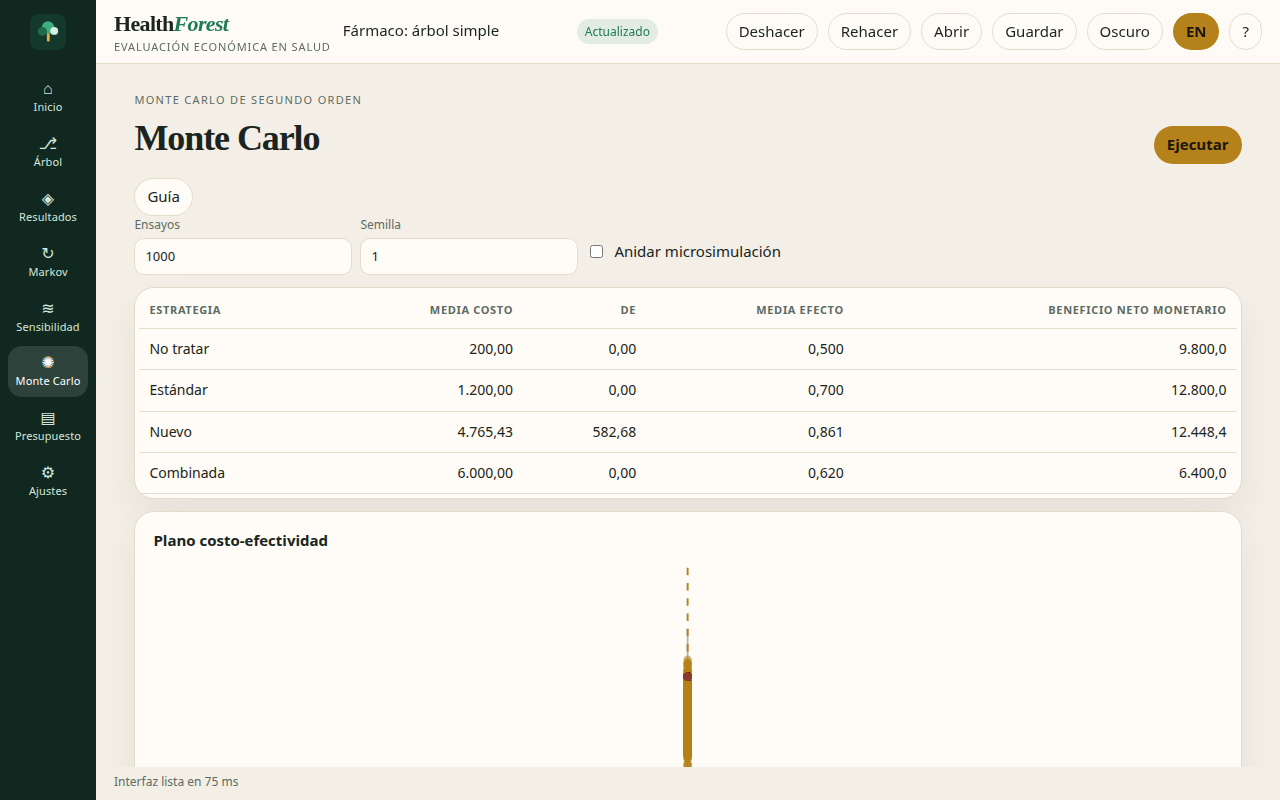 HealthForest
EVALUACIÓN ECONÓMICA EN SALUD
Fármaco: árbol simple
Actualizado
Deshacer
Rehacer
Abrir
Guardar
Oscuro
EN
?
Inicio
Árbol
Resultados
Markov
Sensibilidad
Monte Carlo
Presupuesto
Ajustes
MONTE CARLO DE SEGUNDO ORDEN
Monte Carlo
Ejecutar
Guía
Ensayos
Semilla
1000
1
Anidar microsimulación
ESTRATEGIA MEDIA COSTO DE MEDIA EFECTO BENEFICIO NETO MONETARIO
No tratar 200,00 0,00 0,500 9.800,0
Estándar 1.200,00 0,00 0,700 12.800,0
Nuevo 4.765,43 582,68 0,861 12.448,4
Combinada 6.000,00 0,00 0,620 6.400,0
Plano costo-efectividad
Interfaz lista en 75 ms